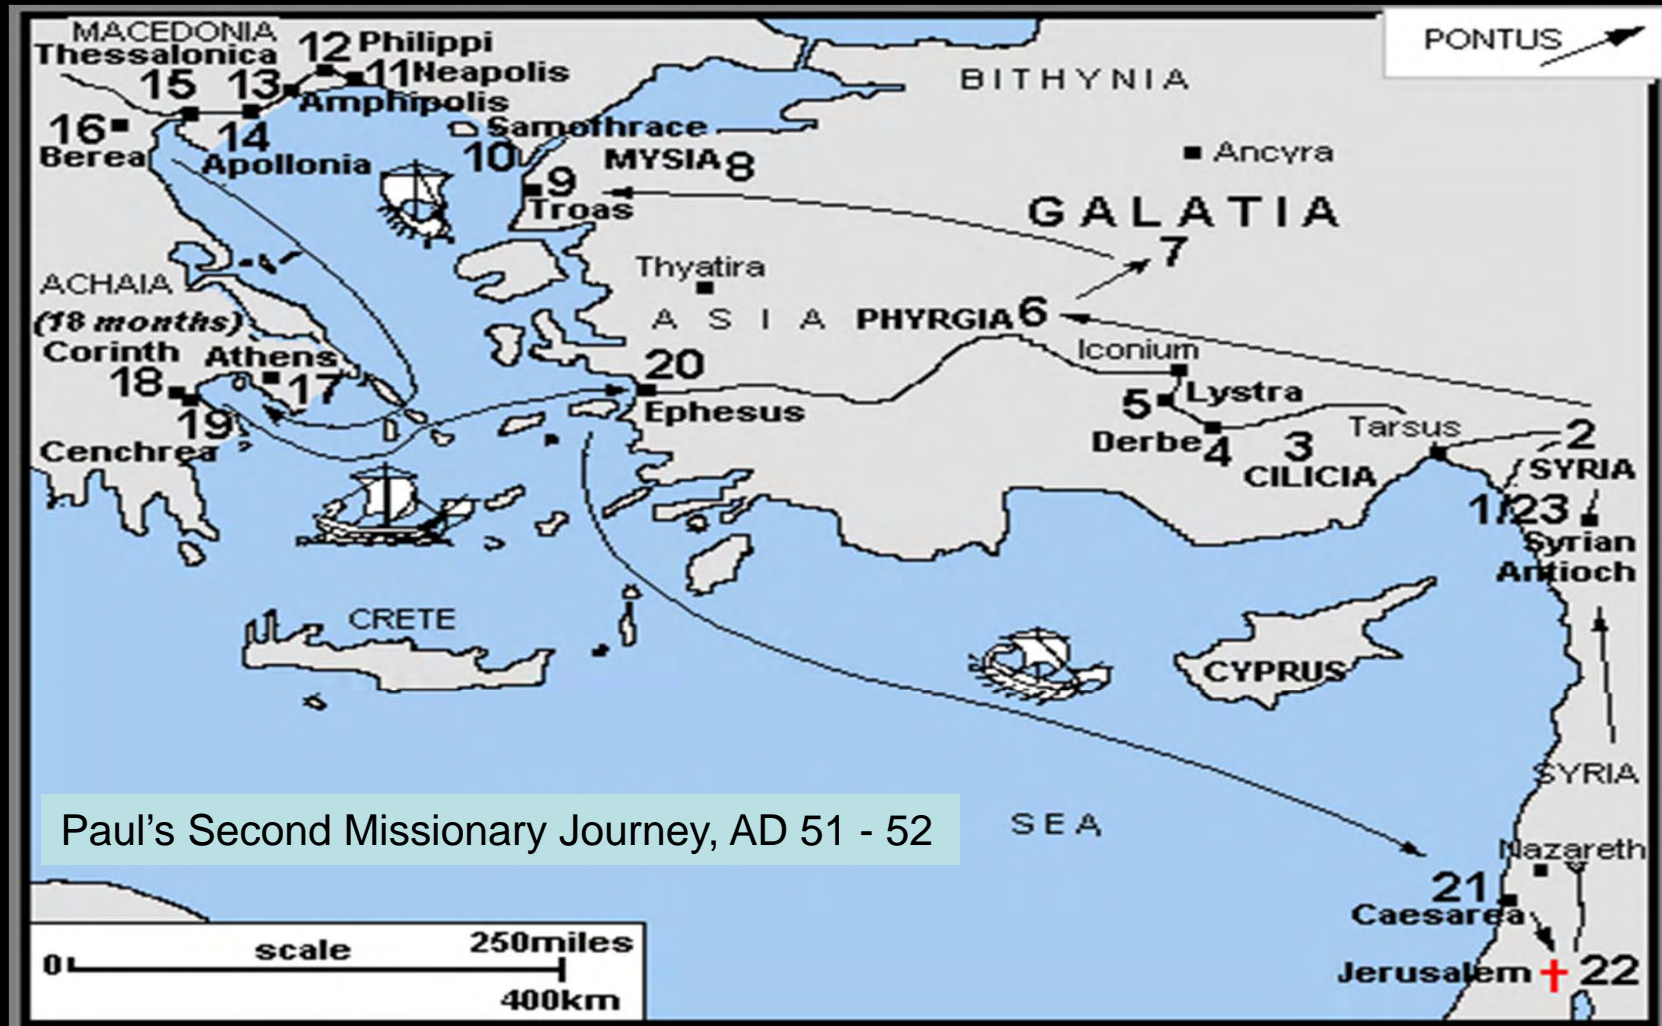 MACEDONIA
Thessalonica
12 Philippi
15 13 11 Neapolis
Amphipolis
16
Berea
14
Apollonia
Samothrace
10
MYSIA 8
9
Troas
BITHYNIA
PONTUS
Ancyra
GALATIA
7
Thyatira
ASIA PHYRGIA 6
ACHAIA
(18 months)
Corinth Athens
18 17
19
Cenchrea
20
Ephesus
Iconium
5 Lystra
Derbe 4
3
CILICIA
Tarsus
2
SYRIA
1/23
Syrian
Antioch
CRETE
CYPRUS
SYRIA
SEA
Paul’s Second Missionary Journey, AD 51 - 52
Nazareth
21
Caesarea
Jerusalem 22
scale 250miles
0
400km